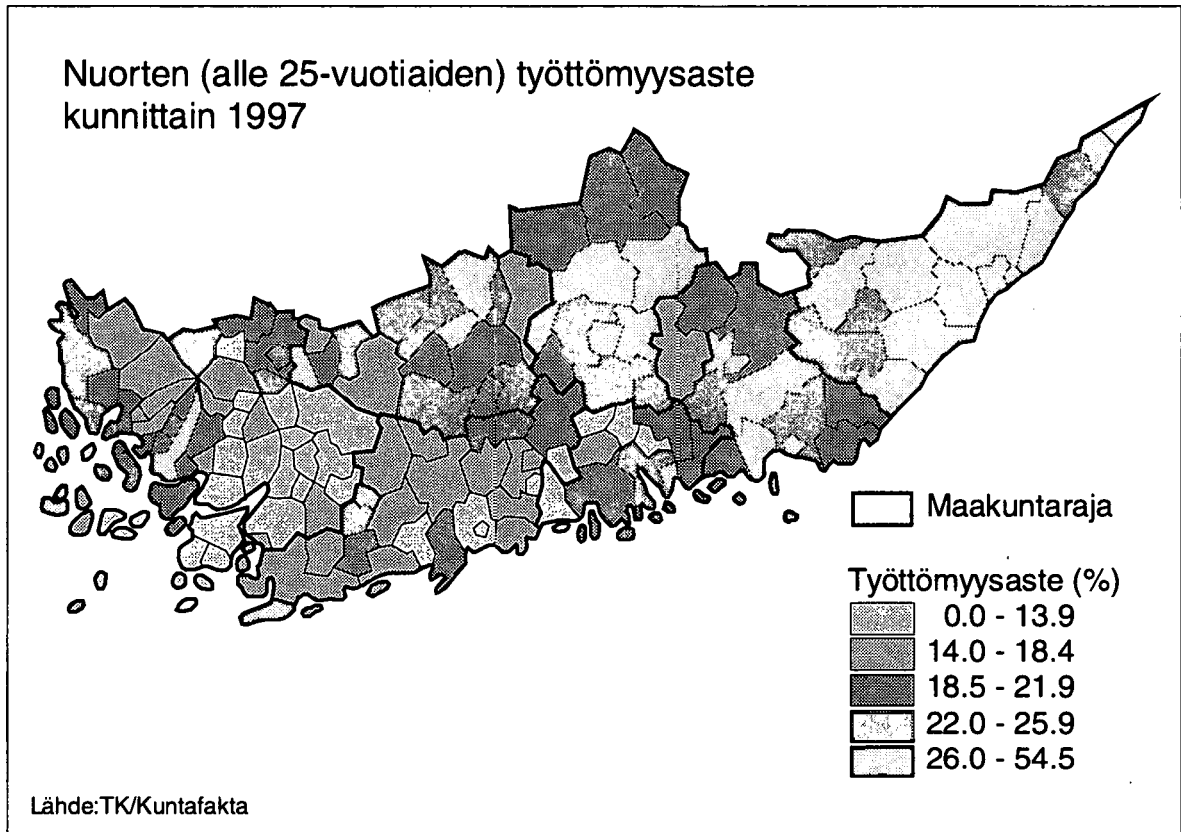 Nuorten (alle 25-vuotiaiden) työttömyysaste
kunnittain 1997
Maakuntaraja
Työttömyysaste (%)
0.0 - 13.9
14.0 - 18.4
18.5 - 21.9
22.0 - 25.9
26.0 - 54.5
Lähde:TK/Kuntafakta